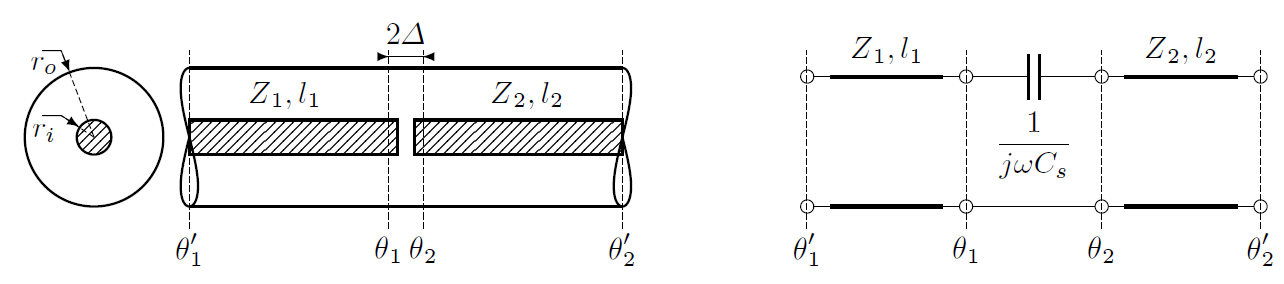 2Δ
r_o
r_i
Z_1, l_1
Z_2, l_2
θ′_1
θ_1 θ_2
θ′_2
Z_1, l_1
Z_2, l_2
1
jωC_s
θ′_1
θ_1
θ_2
θ′_2